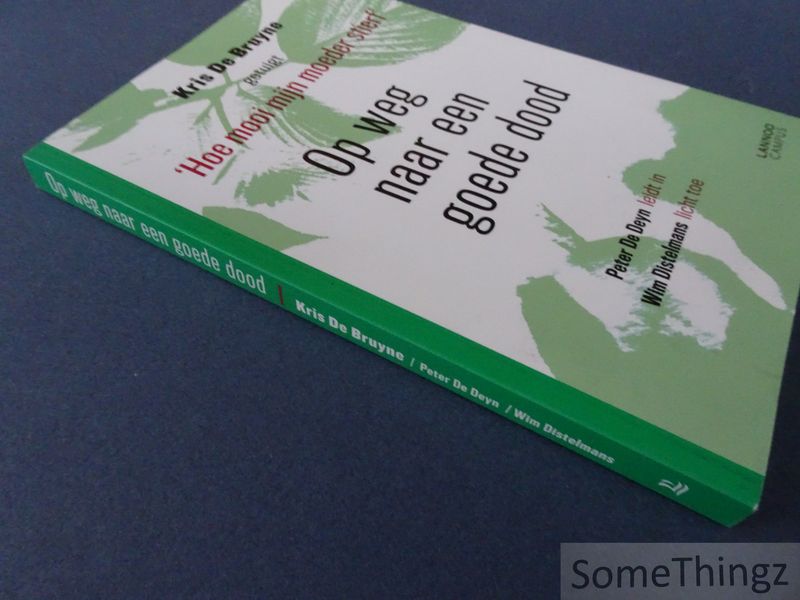 Kris De Bruyne
getuigt
'Hoe mooi mijn moeder stierf'
Op weg
naar een
goede dood
Peter De Deyn leidt in
Wim Distelmans licht toe
LANNOO
CAMPUS
Op weg naar een goede dood | Kris De Bruyne / Peter De Deyn / Wim Distelmans
SomeThingz